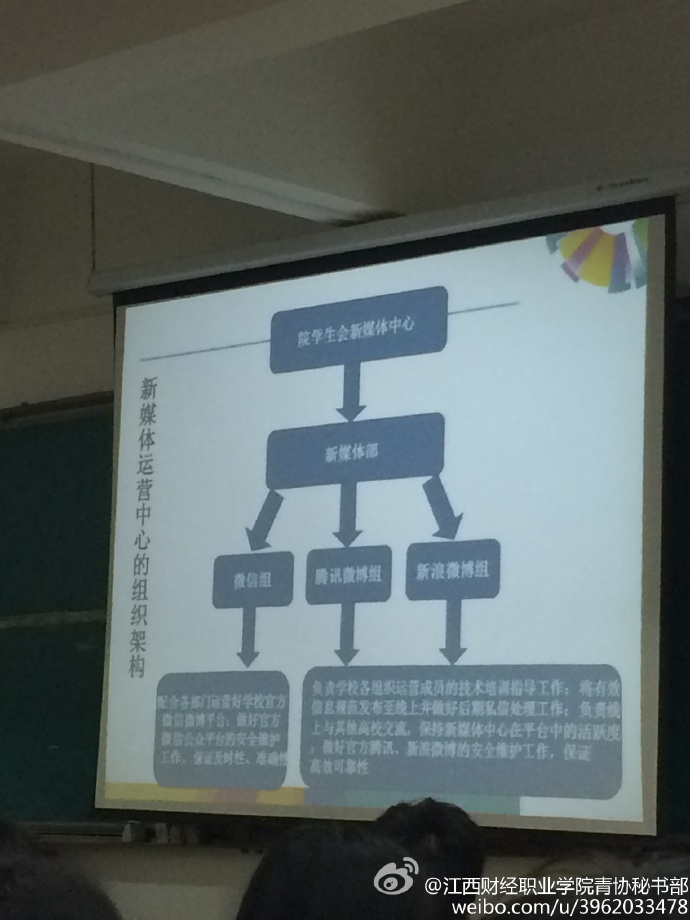 院学生会新媒体中心
新媒体运营中心的组织架构
新媒体部
微信组
腾讯微博组
新浪微博组
配合各部门运营好学校官方
微信微博平台；做好官方
微信公众平台的安全维护
工作，保证及时性、准确性
负责学校各组织运营成员的技术培训指导工作；将有效
信息规范发布至线上并做好后期私信处理工作；负责线
上与其他高校交流，保持新媒体中心在平台中的活跃度
；做好官方腾讯、新浪微博的安全维护工作，保证
高效可靠性
@江西财经职业学院青协秘书部
weibo.com/u/3962033478